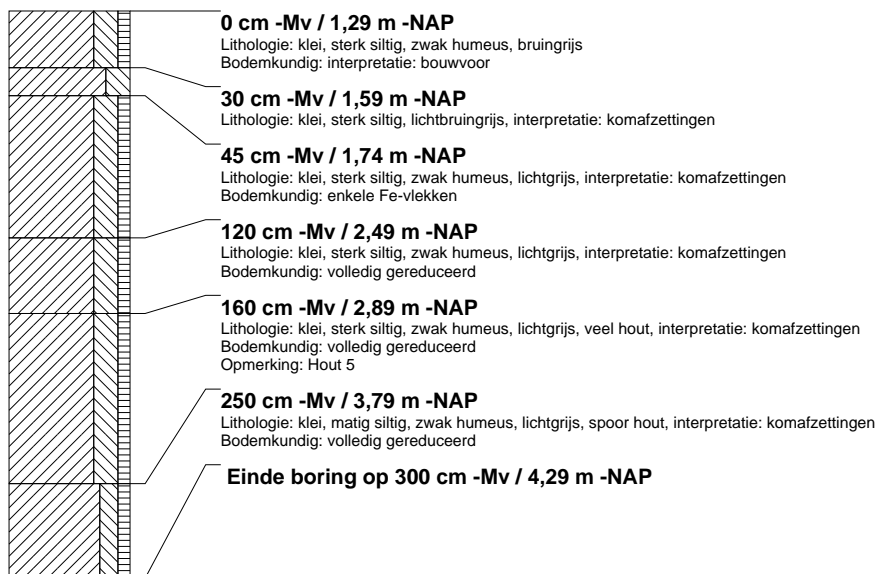 0 cm -Mv / 1,29 m -NAP
Lithologie: klei, sterk siltig, zwak humeus, bruingrijs
Bodemkundig: interpretatie: bouwvoor
30 cm -Mv / 1,59 m -NAP
Lithologie: klei, sterk siltig, lichtbruingrijs, interpretatie: komafzettingen
45 cm -Mv / 1,74 m -NAP
Lithologie: klei, sterk siltig, zwak humeus, lichtgrijs, interpretatie: komafzettingen
Bodemkundig: enkele Fe-vlekken
120 cm -Mv / 2,49 m -NAP
Lithologie: klei, sterk siltig, zwak humeus, lichtgrijs, interpretatie: komafzettingen
Bodemkundig: volledig gereduceerd
160 cm -Mv / 2,89 m -NAP
Lithologie: klei, sterk siltig, zwak humeus, lichtgrijs, veel hout, interpretatie: komafzettingen
Bodemkundig: volledig gereduceerd
Opmerking: Hout 5
250 cm -Mv / 3,79 m -NAP
Lithologie: klei, matig siltig, zwak humeus, lichtgrijs, spoor hout, interpretatie: komafzettingen
Bodemkundig: volledig gereduceerd
Einde boring op 300 cm -Mv / 4,29 m -NAP